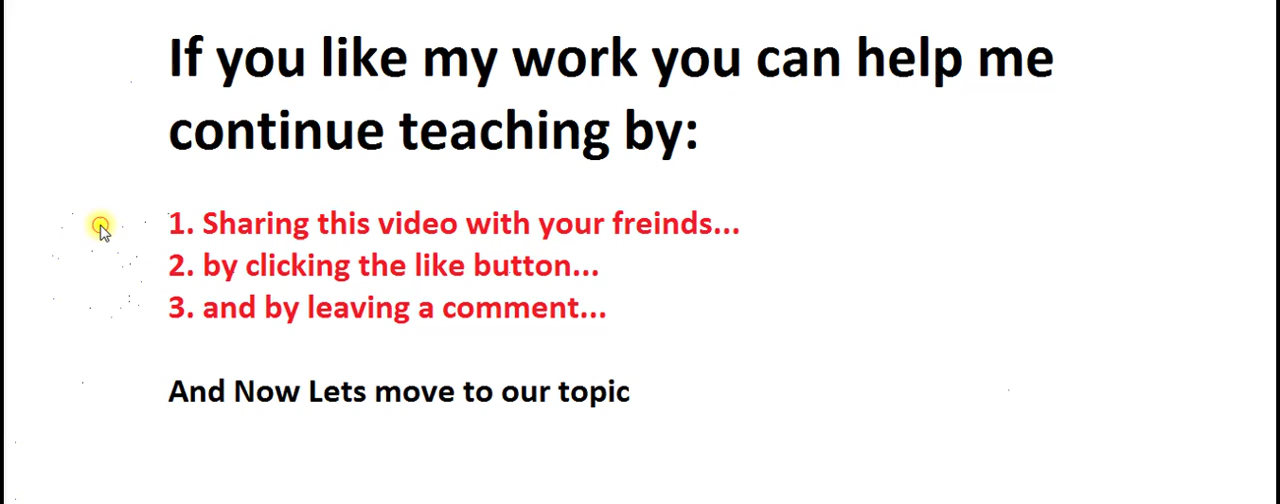 If you like my work you can help me
continue teaching by:
1. Sharing this video with your freinds...
2. by clicking the like button...
3. and by leaving a comment...
And Now Lets move to our topic